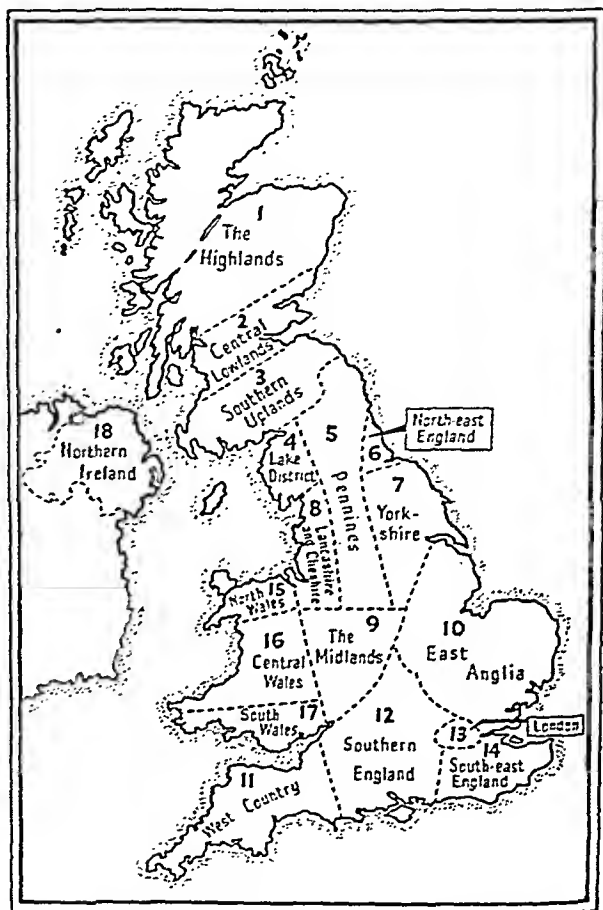 1
The
Highlands
2
Central
Lowlands
3
Southern
Uplands
18
Northern
Ireland
4
Lake
District
5
Pennines
North-east
England
6
7
York-
shire
8
Lancashire
and Cheshire
15
North
Wales
9
The
Midlands
10
East
Anglia
16
Central
Wales
17
South
Wales
12
Southern
England
13
London
14
South-east
England
11
West Country